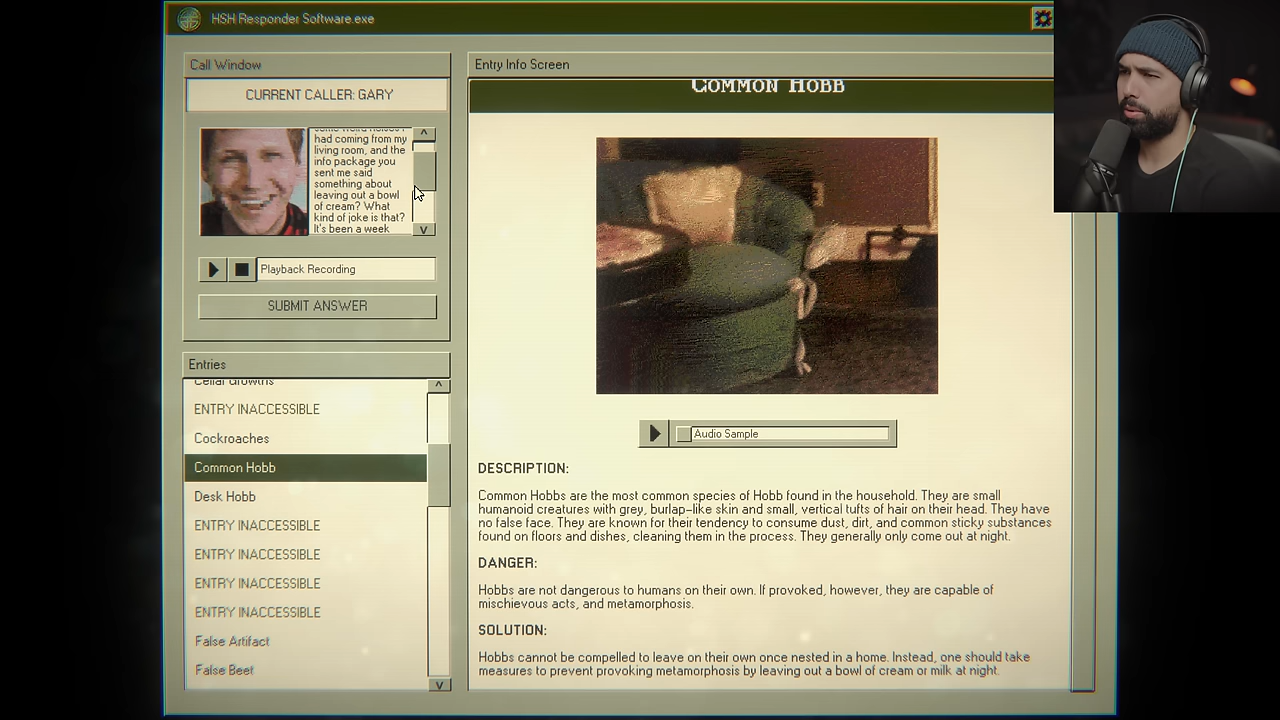 HSH Responder Software.exe
Call Window
CURRENT CALLER: GARY
some weird noises I
had coming from my
living room, and the
info package you
sent me said
something about
leaving out a bowl
of cream? What
kind of joke is that?
It's been a week
Playback Recording
SUBMIT ANSWER
Entries
Cellar Growths
ENTRY INACCESSIBLE
Cockroaches
Common Hobb
Desk Hobb
ENTRY INACCESSIBLE
ENTRY INACCESSIBLE
ENTRY INACCESSIBLE
ENTRY INACCESSIBLE
False Artifact
False Beet
Entry Info Screen
COMMON HOBB
Audio Sample
DESCRIPTION:
Common Hobbs are the most common species of Hobb found in the household. They are small
humanoid creatures with grey, burlap-like skin and small, vertical tufts of hair on their head. They have
no false face. They are known for their tendency to consume dust, dirt, and common sticky substances
found on floors and dishes, cleaning them in the process. They generally only come out at night.
DANGER:
Hobbs are not dangerous to humans on their own. If provoked, however, they are capable of
mischievous acts, and metamorphosis.
SOLUTION:
Hobbs cannot be compelled to leave on their own once nested in a home. Instead, one should take
measures to prevent provoking metamorphosis by leaving out a bowl of cream or milk at night.